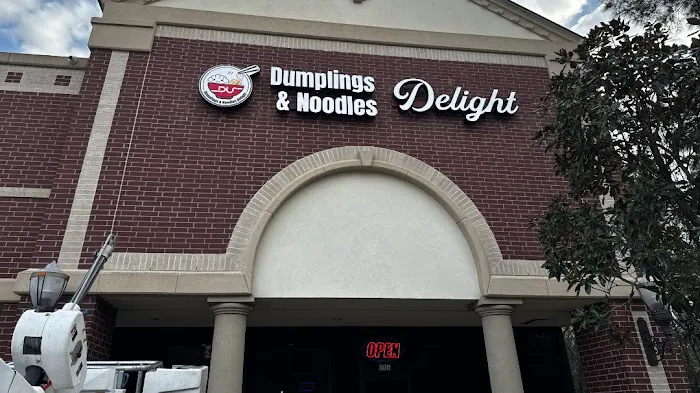 Dumplings
& Noodles
Delight
OPEN